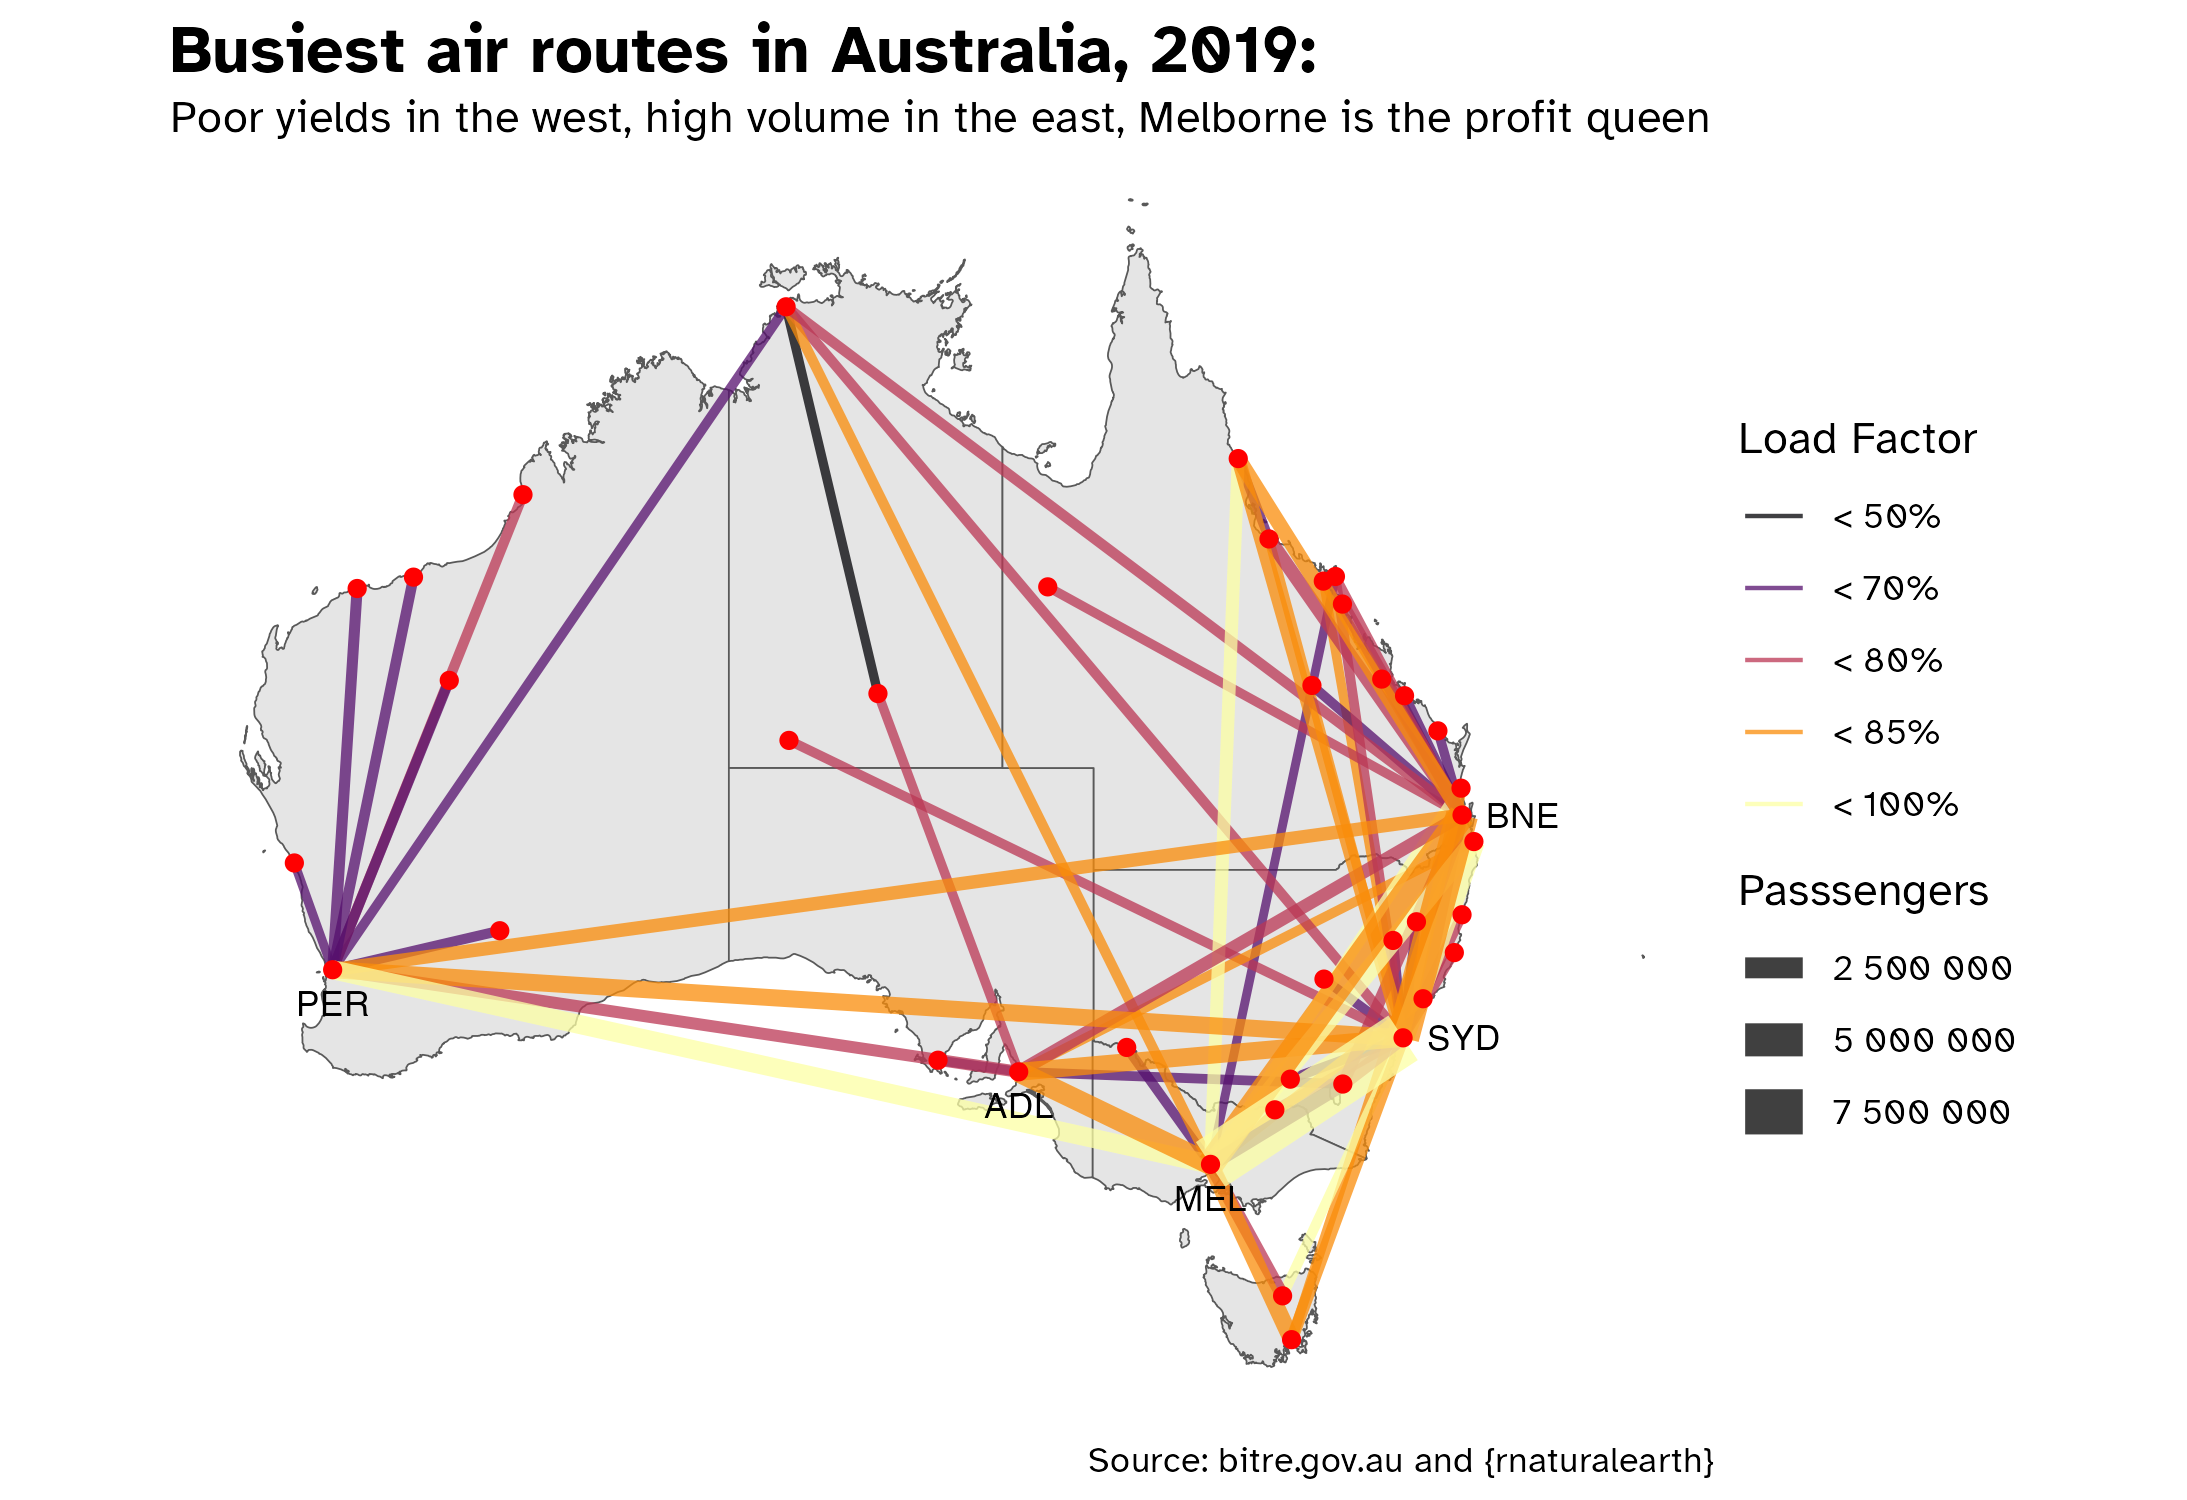 Busiest air routes in Australia, 2019:
Poor yields in the west, high volume in the east, Melborne is the profit queen
Load Factor
< 50%
< 70%
< 80%
< 85%
< 100%
BNE
Passsengers
2 500 000
5 000 000
7 500 000
PER
SYD
ADL
MEL
Source: bitre.gov.au and {rnaturalearth}